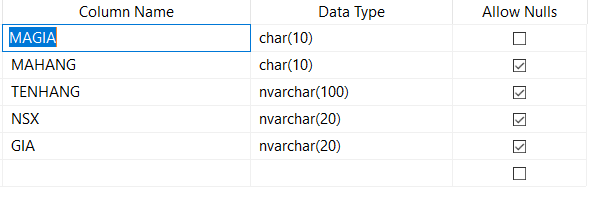 Column Name Data Type Allow Nulls
MAGIA char(10)
MAHANG char(10)
TENHANG nvarchar(100)
NSX nvarchar(20)
GIA nvarchar(20)